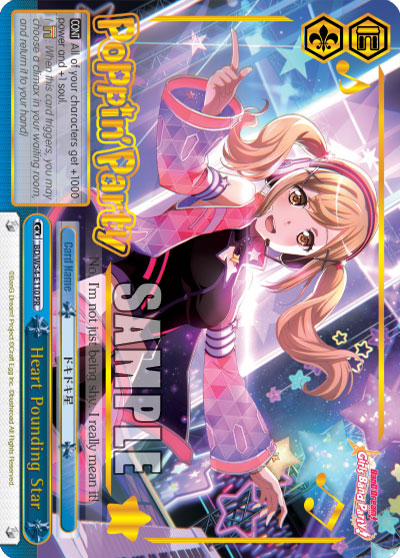 CONT All of your characters get +1000
power and +1 soul.
( : When this card triggers, you may
choose a climax in your waiting room,
and return it to your hand)
Poppin'Party
SAMPLE
No, I'm not just being shy. I really mean it!
CX
Card Name
ドキドキ星
Heart Pounding Star
©BanG Dream! Project ©Craft Egg Inc. ©bushiroad All Rights Reserved.
BanG Dream!
Girls Band Party!